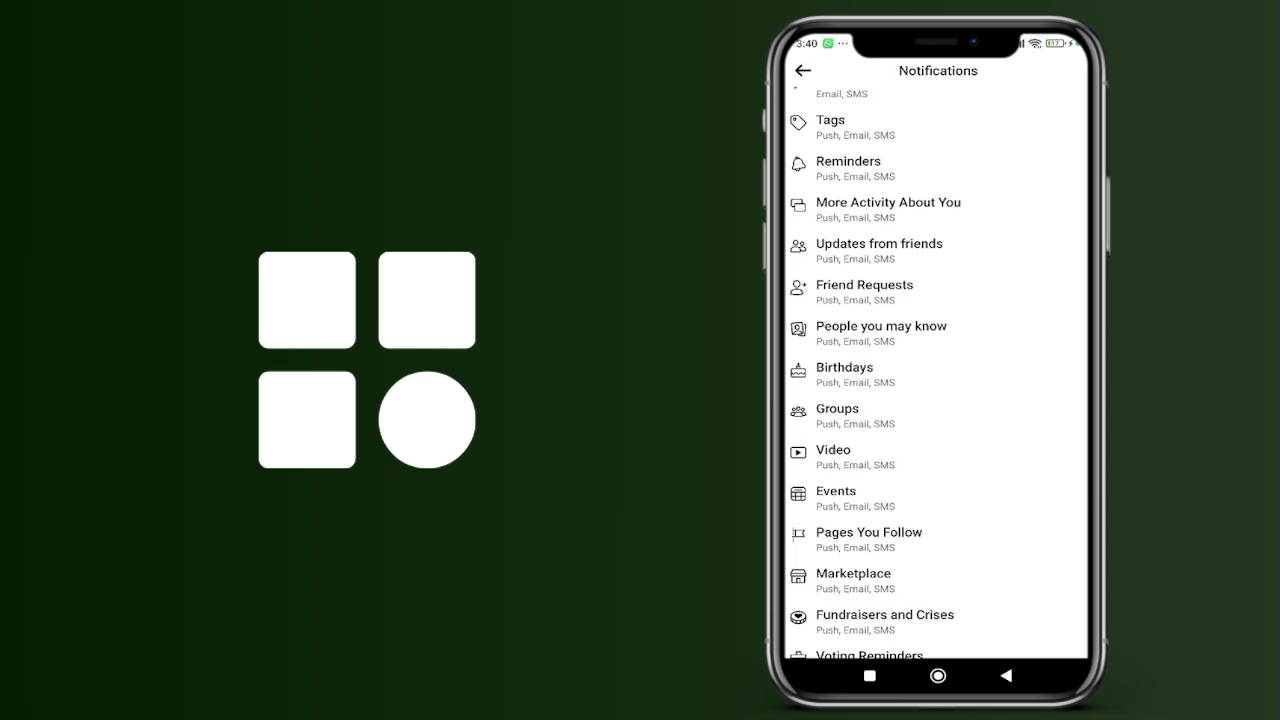 3:40
17
Notifications
Email, SMS
Tags
Push, Email, SMS
Reminders
Push, Email, SMS
More Activity About You
Push, Email, SMS
Updates from friends
Push, Email, SMS
Friend Requests
Push, Email, SMS
People you may know
Push, Email, SMS
Birthdays
Push, Email, SMS
Groups
Push, Email, SMS
Video
Push, Email, SMS
Events
Push, Email, SMS
Pages You Follow
Push, Email, SMS
Marketplace
Push, Email, SMS
Fundraisers and Crises
Push, Email, SMS
Voting Reminders